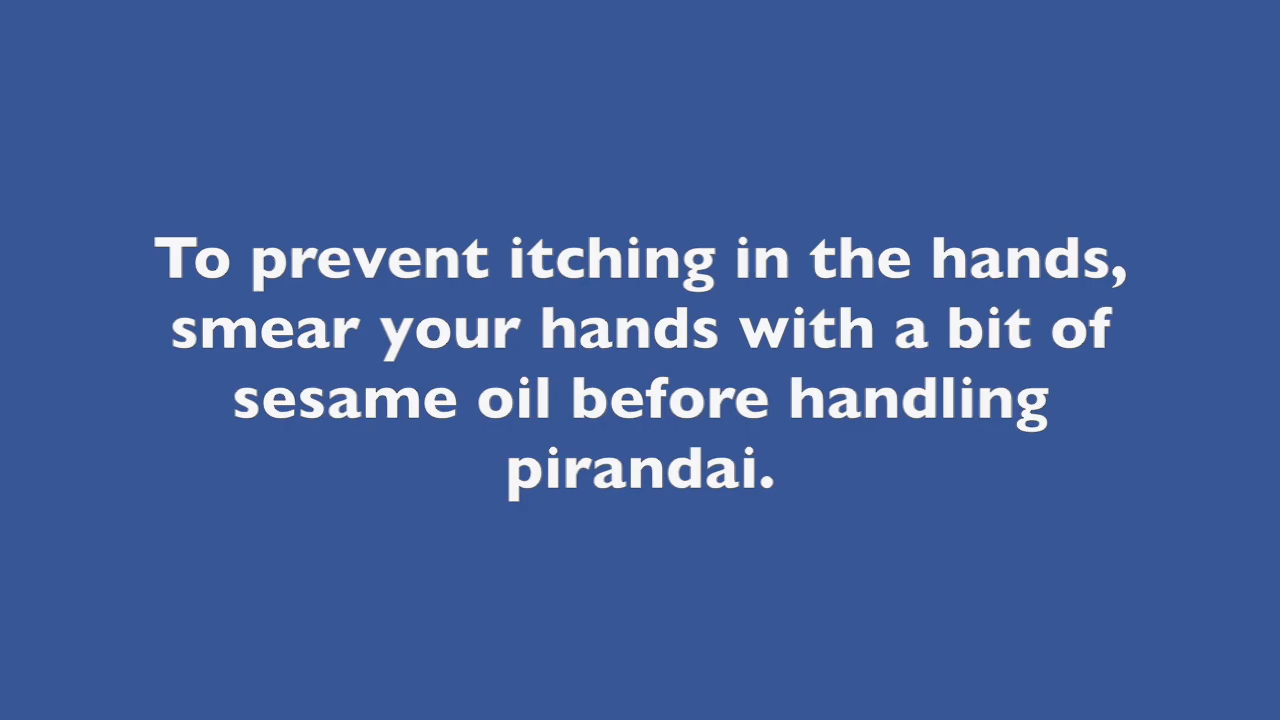 To prevent itching in the hands,
smear your hands with a bit of
sesame oil before handling
pirandai.